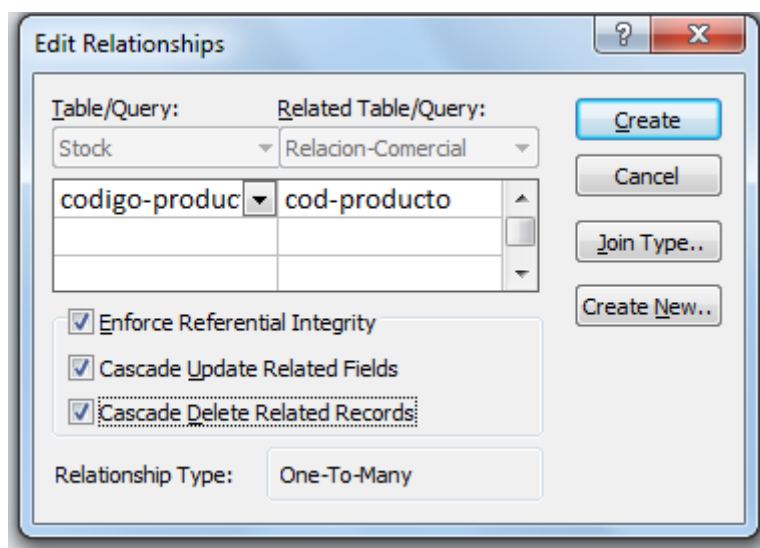 Edit Relationships
Table/Query: Related Table/Query:
Stock Relacion-Comercial
codigo-produc cod-producto
Enforce Referential Integrity
Cascade Update Related Fields
Cascade Delete Related Records
Relationship Type: One-To-Many
Create
Cancel
Join Type..
Create New..